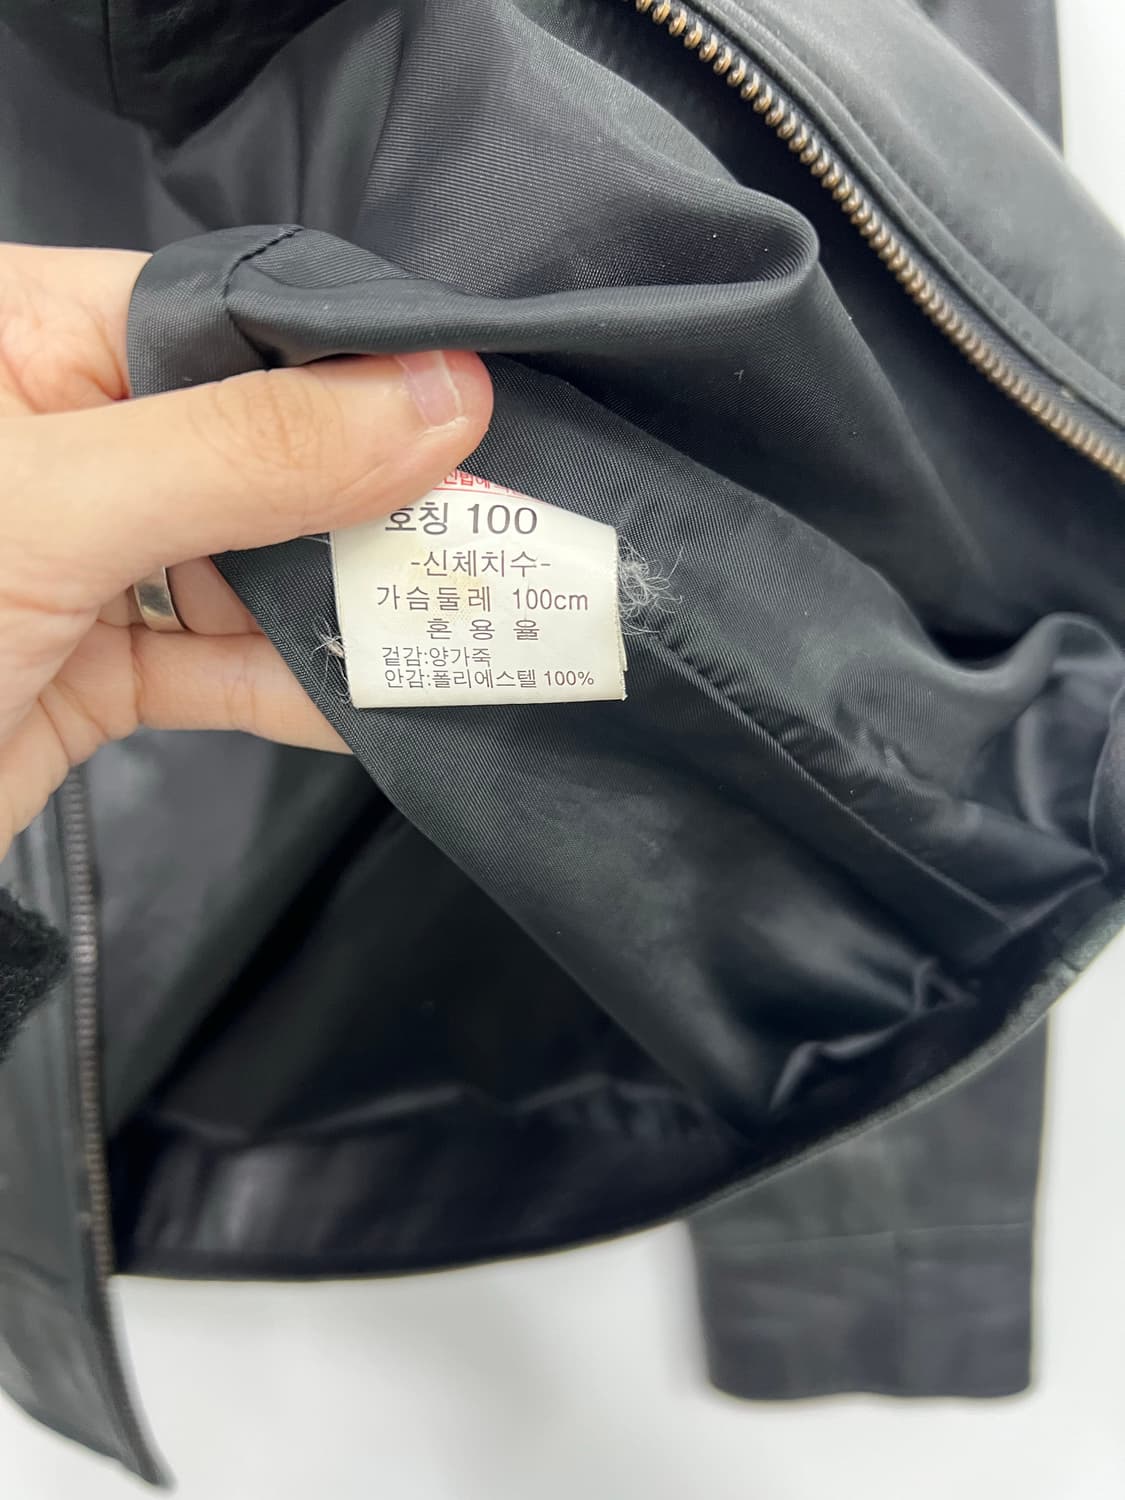 호칭 100
-신체치수-
가슴둘레 100cm
혼 용 율
겉감:양가죽
안감:폴리에스텔 100%